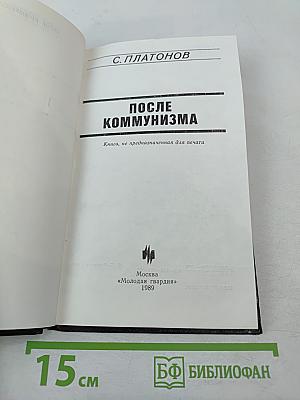 С. ПЛАТОНОВ
ПОСЛЕ
КОММУНИЗМА
Книга, не предназначенная для печати
Москва
«Молодая гвардия»
1989
15 см
БФ БИБЛИОФАН